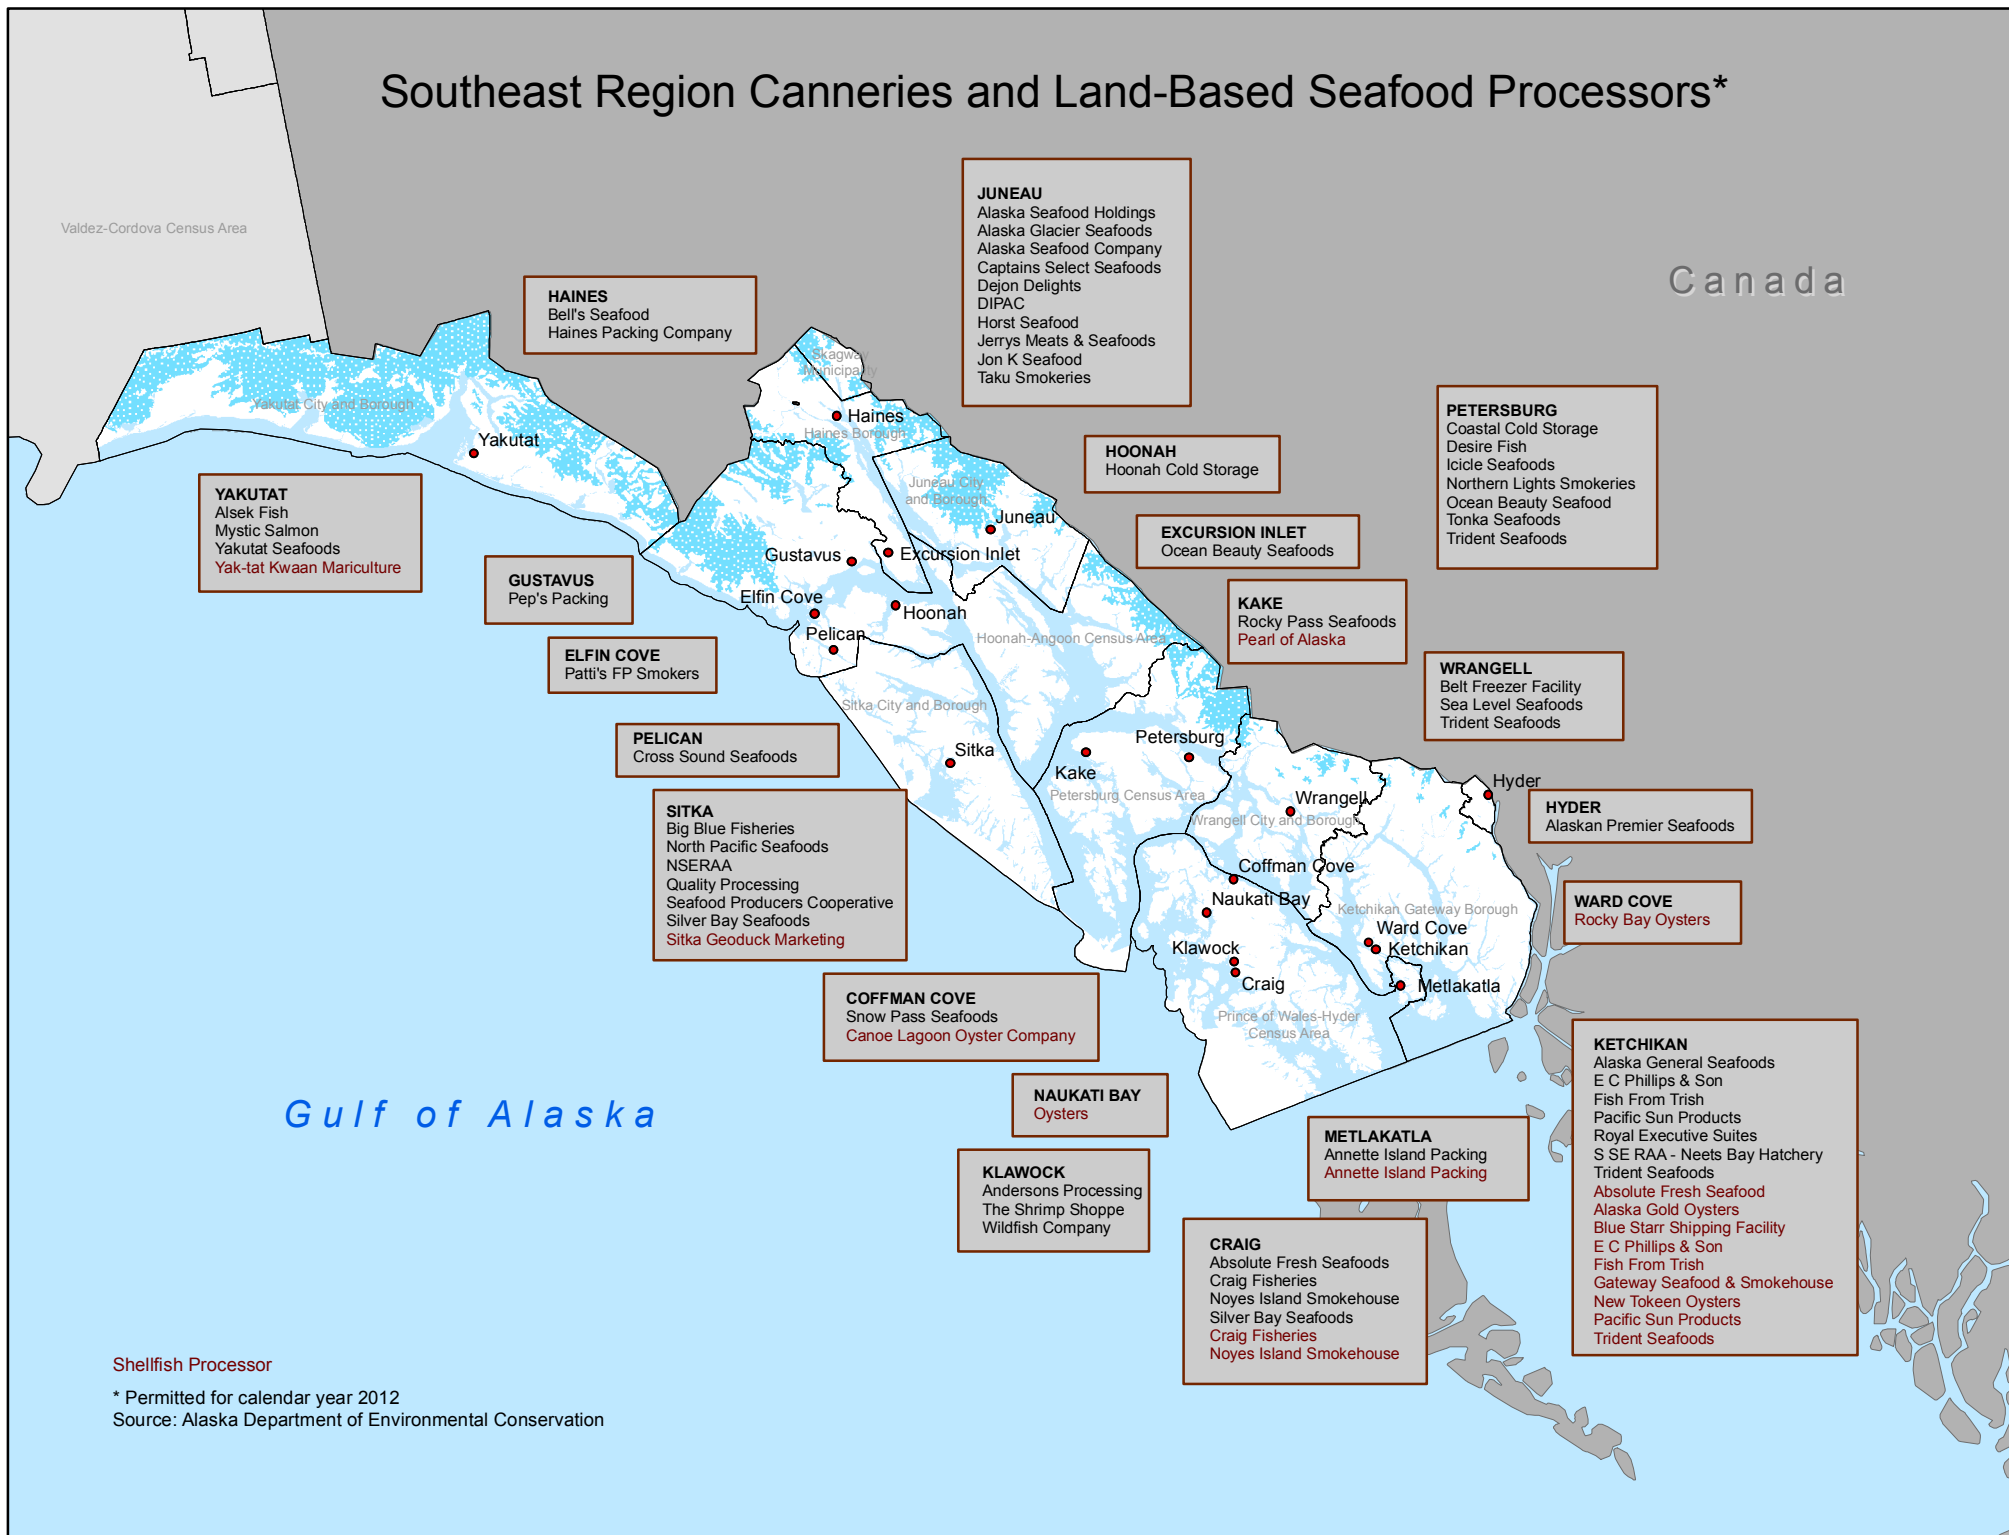 Southeast Region Canneries and Land-Based Seafood Processors*
Valdez-Cordova Census Area
Canada
JUNEAU
Alaska Seafood Holdings
Alaska Glacier Seafoods
Alaska Seafood Company
Captains Select Seafoods
Dejon Delights
DIPAC
Horst Seafood
Jerrys Meats & Seafoods
Jon K Seafood
Taku Smokeries
HAINES
Bell's Seafood
Haines Packing Company
PETERSBURG
Coastal Cold Storage
Desire Fish
Icicle Seafoods
Northern Lights Smokeries
Ocean Beauty Seafood
Tonka Seafoods
Trident Seafoods
HOONAH
Hoonah Cold Storage
EXCURSION INLET
Ocean Beauty Seafoods
KAKE
Rocky Pass Seafoods
Pearl of Alaska
WRANGELL
Belt Freezer Facility
Sea Level Seafoods
Trident Seafoods
YAKUTAT
Alsek Fish
Mystic Salmon
Yakutat Seafoods
Yak-tat Kwaan Mariculture
GUSTAVUS
Pep's Packing
ELFIN COVE
Patti's FP Smokers
PELICAN
Cross Sound Seafoods
SITKA
Big Blue Fisheries
North Pacific Seafoods
NSERAA
Quality Processing
Seafood Producers Cooperative
Silver Bay Seafoods
Sitka Geoduck Marketing
HYDER
Alaskan Premier Seafoods
WARD COVE
Rocky Bay Oysters
COFFMAN COVE
Snow Pass Seafoods
Canoe Lagoon Oyster Company
NAUKATI BAY
Oysters
KLAWOCK
Andersons Processing
The Shrimp Shoppe
Wildfish Company
METLAKATLA
Annette Island Packing
Annette Island Packing
CRAIG
Absolute Fresh Seafoods
Craig Fisheries
Noyes Island Smokehouse
Silver Bay Seafoods
Craig Fisheries
Noyes Island Smokehouse
KETCHIKAN
Alaska General Seafoods
E C Phillips & Son
Fish From Trish
Pacific Sun Products
Royal Executive Suites
S SE RAA - Neets Bay Hatchery
Trident Seafoods
Absolute Fresh Seafood
Alaska Gold Oysters
Blue Starr Shipping Facility
E C Phillips & Son
Fish From Trish
Gateway Seafood & Smokehouse
New Tokeen Oysters
Pacific Sun Products
Trident Seafoods
Skagway
Municipality
Yakutat City and Borough
Yakutat
Haines
Haines Borough
Juneau City
and Borough
Juneau
Gustavus
Excursion Inlet
Elfin Cove
Hoonah
Pelican
Hoonah-Angoon Census Area
Sitka City and Borough
Sitka
Petersburg
Kake
Petersburg Census Area
Hyder
Wrangell
Wrangell City and Borough
Coffman Cove
Naukati Bay
Ketchikan Gateway Borough
Ward Cove
Klawock
Ketchikan
Craig
Metlakatla
Prince of Wales-Hyder
Census Area
Gulf of Alaska
Shellfish Processor
* Permitted for calendar year 2012
Source: Alaska Department of Environmental Conservation